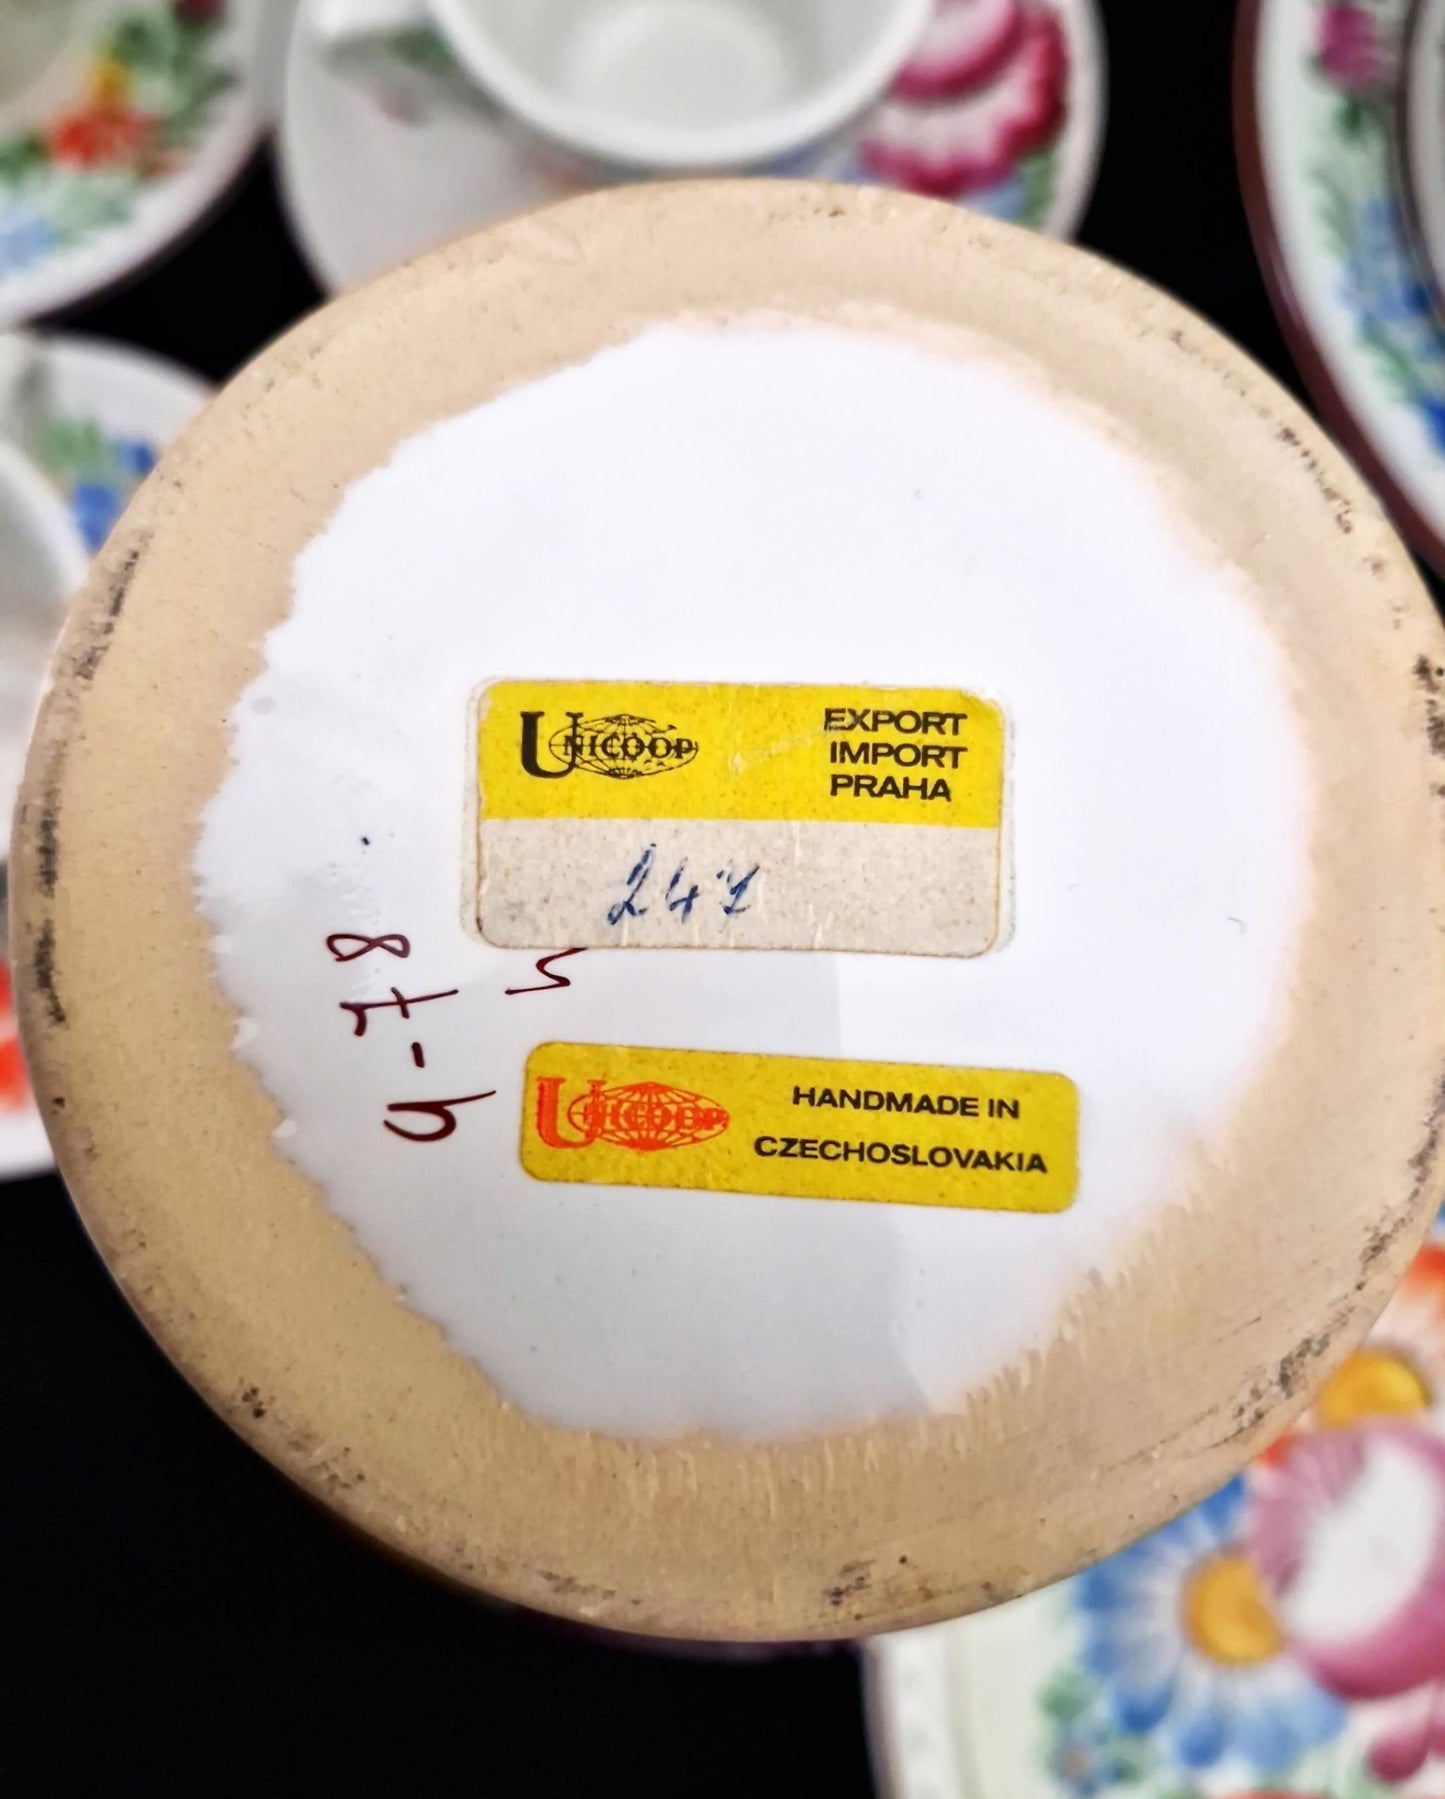 UNICOOP
EXPORT
IMPORT
PRAHA
247
UNICOOP
HANDMADE IN
CZECHOSLOVAKIA